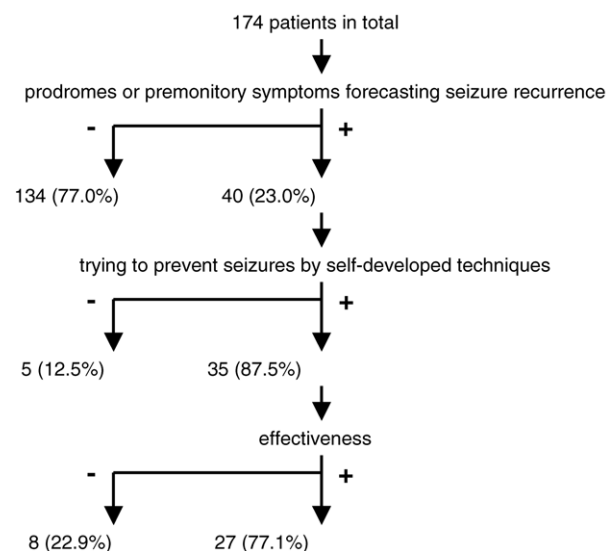 174 patients in total
prodromes or premonitory symptoms forecasting seizure recurrence
- +
134 (77.0%) 40 (23.0%)
trying to prevent seizures by self-developed techniques
- +
5 (12.5%) 35 (87.5%)
effectiveness
- +
8 (22.9%) 27 (77.1%)